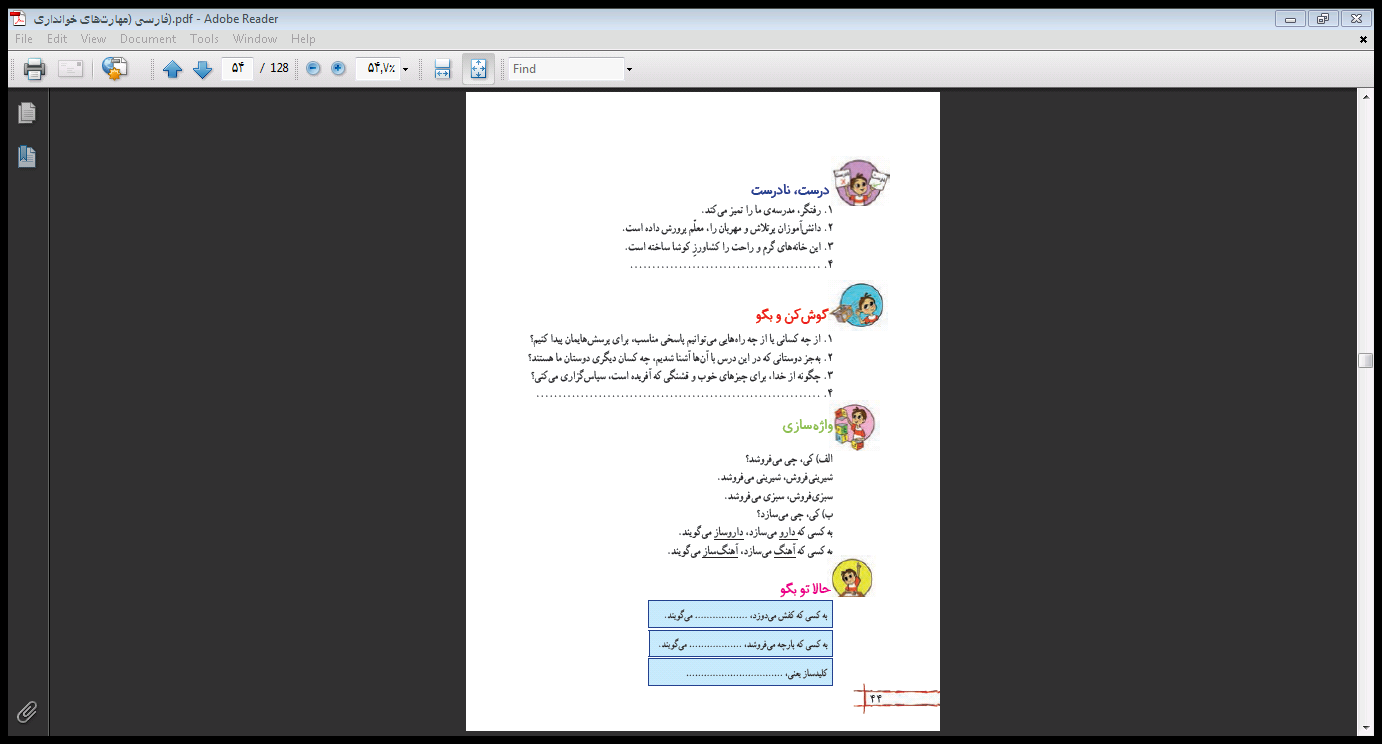 فارسی (مهارت‌های خوانداری).pdf - Adobe Reader
File Edit View Document Tools Window Help
۵۴ / 128 ۵۴,۷% Find
درست، نادرست
۱. رفتگر، مدرسه‌ی ما را تمیز می‌کند.
۲. دانش‌آموزان پرتلاش و مهربان را، معلّم پرورش داده است.
۳. این خانه‌های گرم و راحت را کشاورزِ کوشا ساخته است.
۴. ...........................................
گوش‌کن و بگو
۱. از چه کسانی یا از چه راه‌هایی می‌توانیم پاسخی مناسب، برای پرسش‌هایمان پیدا کنیم؟
۲. به‌جز دوستانی که در این درس با آن‌ها آشنا شدیم، چه کسان دیگری دوستان ما هستند؟
۳. چگونه از خدا، برای چیزهای خوب و قشنگی که آفریده است، سپاس‌گزاری می‌کنی؟
۴. ................................................................
واژه‌سازی
الف) کی، چی می‌فروشد؟
شیرینی‌فروش، شیرینی می‌فروشد.
سبزی‌فروش، سبزی می‌فروشد.
ب) کی، چی می‌سازد؟
به کسی که دارو می‌سازد، داروساز می‌گویند.
به کسی که آهنگ می‌سازد، آهنگ‌ساز می‌گویند.
حالا تو بگو
به کسی که کفش می‌دوزد، .................. می‌گویند.
به کسی که پارچه می‌فروشد، .................. می‌گویند.
کلیدساز یعنی، .................................
۴۴